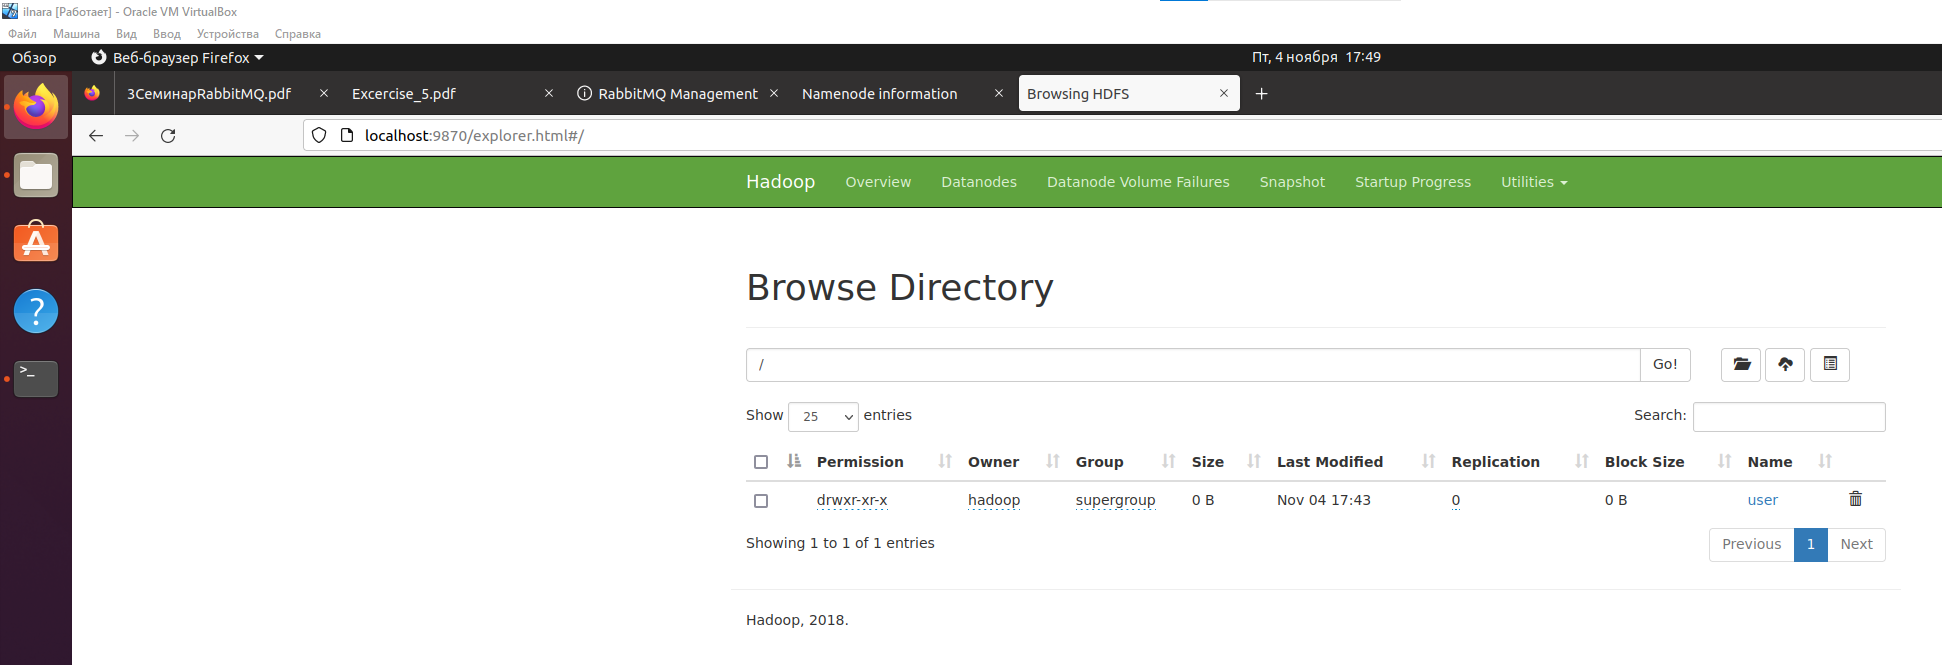 ilnara [Работает] - Oracle VM VirtualBox
Файл Машина Вид Ввод Устройства Справка
Обзор Веб-браузер Firefox Пт, 4 ноября 17:49
3СеминарRabbitMQ.pdf Excercise_5.pdf RabbitMQ Management Namenode information Browsing HDFS
localhost:9870/explorer.html#/
Hadoop Overview Datanodes Datanode Volume Failures Snapshot Startup Progress Utilities
Browse Directory
/ Go!
Show 25 entries Search:
Permission Owner Group Size Last Modified Replication Block Size Name
drwxr-xr-x hadoop supergroup 0 B Nov 04 17:43 0 0 B user
Showing 1 to 1 of 1 entries Previous 1 Next
Hadoop, 2018.